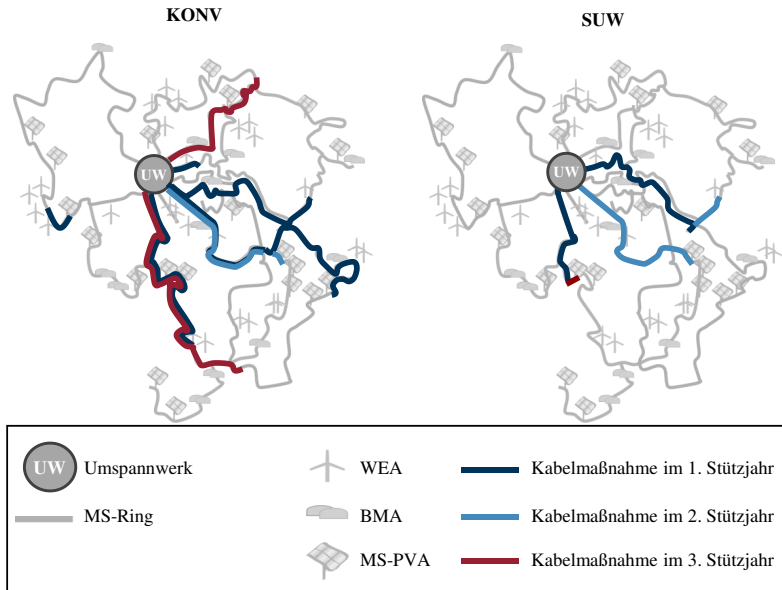 KONV
SUW
UW
UW
UW Umspannwerk
WEA
Kabelmaßnahme im 1. Stützjahr
MS-Ring
BMA
Kabelmaßnahme im 2. Stützjahr
MS-PVA
Kabelmaßnahme im 3. Stützjahr